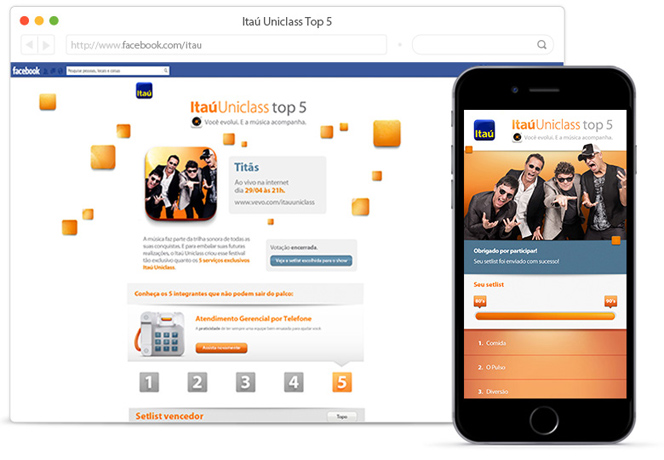 Itaú Uniclass Top 5
http://www.facebook.com/itau
facebook
Itaú
ItaúUniclass top 5
Você evolui. E a música acompanha.
Titãs
Ao vivo na internet
dia 29/04 às 21h.
www.vevo.com/itauuniclass
A música faz parte da trilha sonora de todas
as suas conquistas. E para embalar suas futuras
realizações, o Itaú Uniclass criou esse festival
tão exclusivo quanto os 5 serviços exclusivos
Itaú Uniclass.
Votação encerrada.
Veja a setlist escolhida para o show
Conheça os 5 integrantes que não podem sair do palco:
Atendimento Gerencial por Telefone
A praticidade de ter sempre uma equipe bem ensaiada para ajudar você.
1 2 3 4 5
Setlist vencedor
Topo
Itaú
ItaúUniclass top 5
Você evolui. E a música acompanha.
Obrigado por participar!
Seu setlist foi enviado com sucesso!
Seu setlist
80's 90's
1. Comida
2. O Pulso
3. Diversão